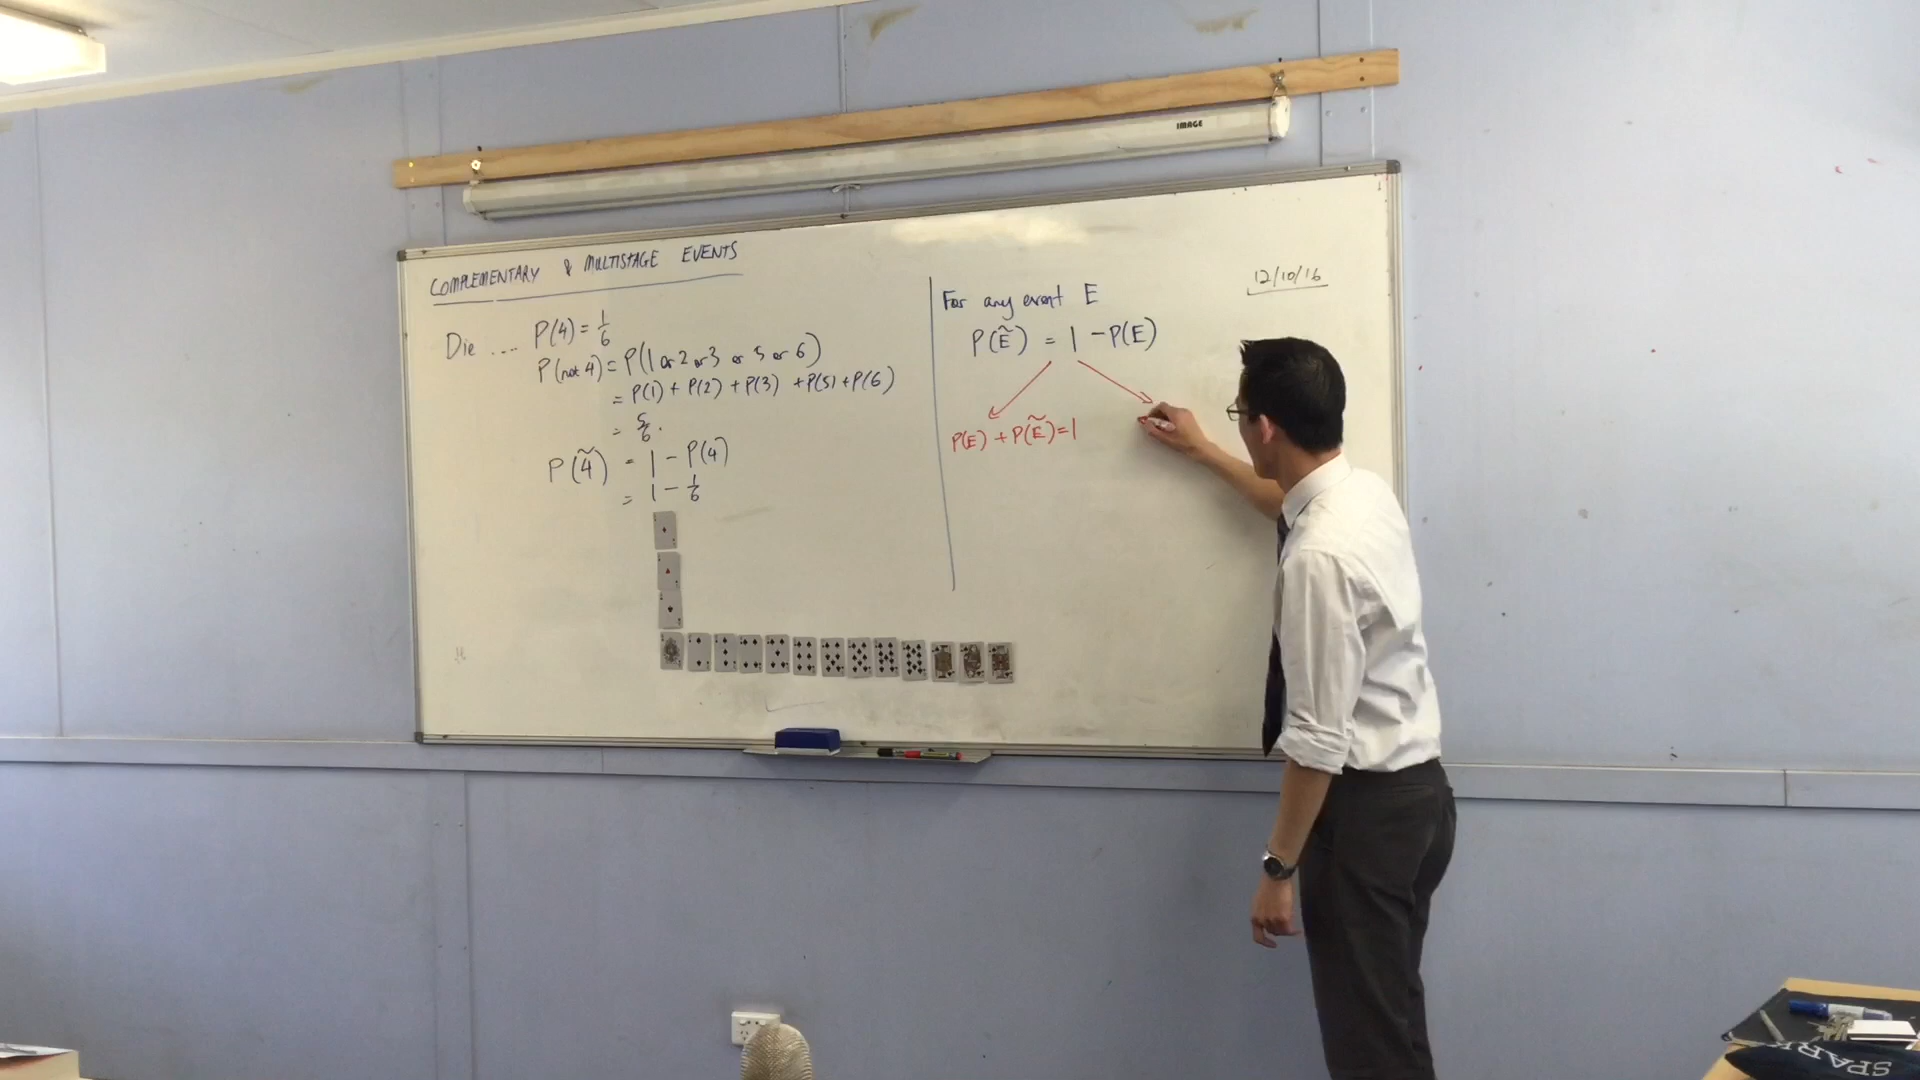 IMAGE
COMPLEMENTARY & MULTISTAGE EVENTS
Die .... P(4) = 1/6
P(not 4) = P(1 or 2 or 3 or 5 or 6)
= P(1) + P(2) + P(3) + P(5) + P(6)
= 5/6.
P(4̃) = 1 - P(4)
= 1 - 1/6
12/10/16
For any event E
P(Ẽ) = 1 - P(E)
P(E) + P(Ẽ) = 1
SPAR